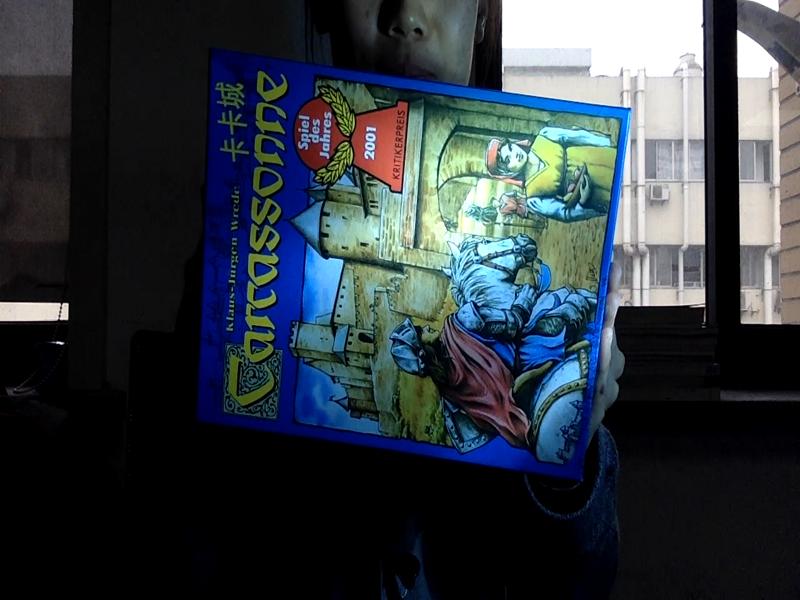 卡卡城
Klaus-Jürgen Wrede
Carcassonne
Spiel
des
Jahres
2001
KRITIKERPREIS